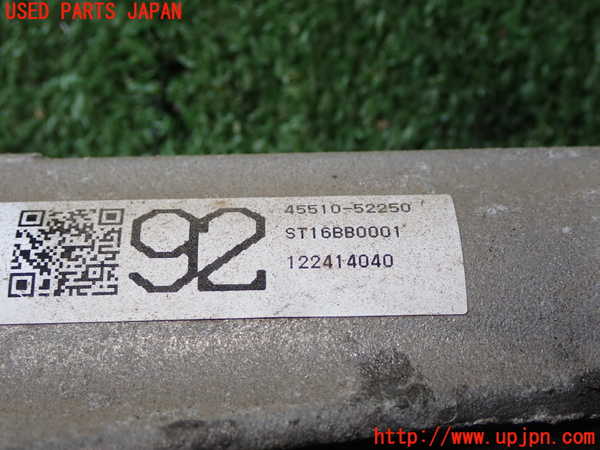 USED PARTS JAPAN
92
45510-52250
ST16BB0001
122414040
http://www.upjpn.com/